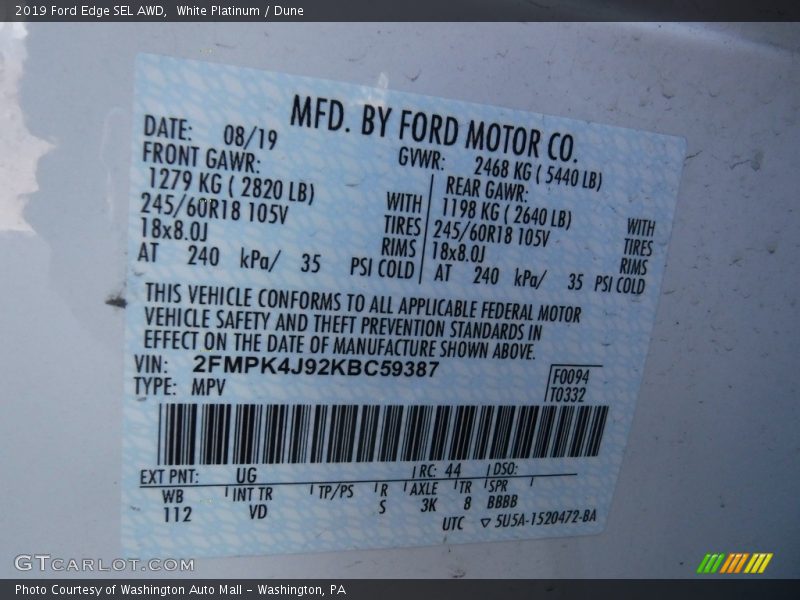 2019 Ford Edge SEL AWD,  White Platinum / Dune
MFD. BY FORD MOTOR CO.
DATE: 08/19
GVWR: 2468 KG ( 5440 LB)
FRONT GAWR:
1279 KG ( 2820 LB)
245/60R18 105V
18x8.0J
WITH
TIRES
RIMS
AT 240 kPa/ 35 PSI COLD
REAR GAWR:
1198 KG ( 2640 LB)
245/60R18 105V
18x8.0J
WITH
TIRES
RIMS
AT 240 kPa/ 35 PSI COLD
THIS VEHICLE CONFORMS TO ALL APPLICABLE FEDERAL MOTOR
VEHICLE SAFETY AND THEFT PREVENTION STANDARDS IN
EFFECT ON THE DATE OF MANUFACTURE SHOWN ABOVE.
VIN: 2FMPK4J92KBC59387
TYPE: MPV
F0094
T0332
EXT PNT: UG RC: 44 DSO:
WB INT TR TP/PS R AXLE TR SPR
112 VD S 3K 8 BBBB
UTC ▽ 5U5A-1520472-BA
GTCARLOT.COM
Photo Courtesy of Washington Auto Mall - Washington, PA